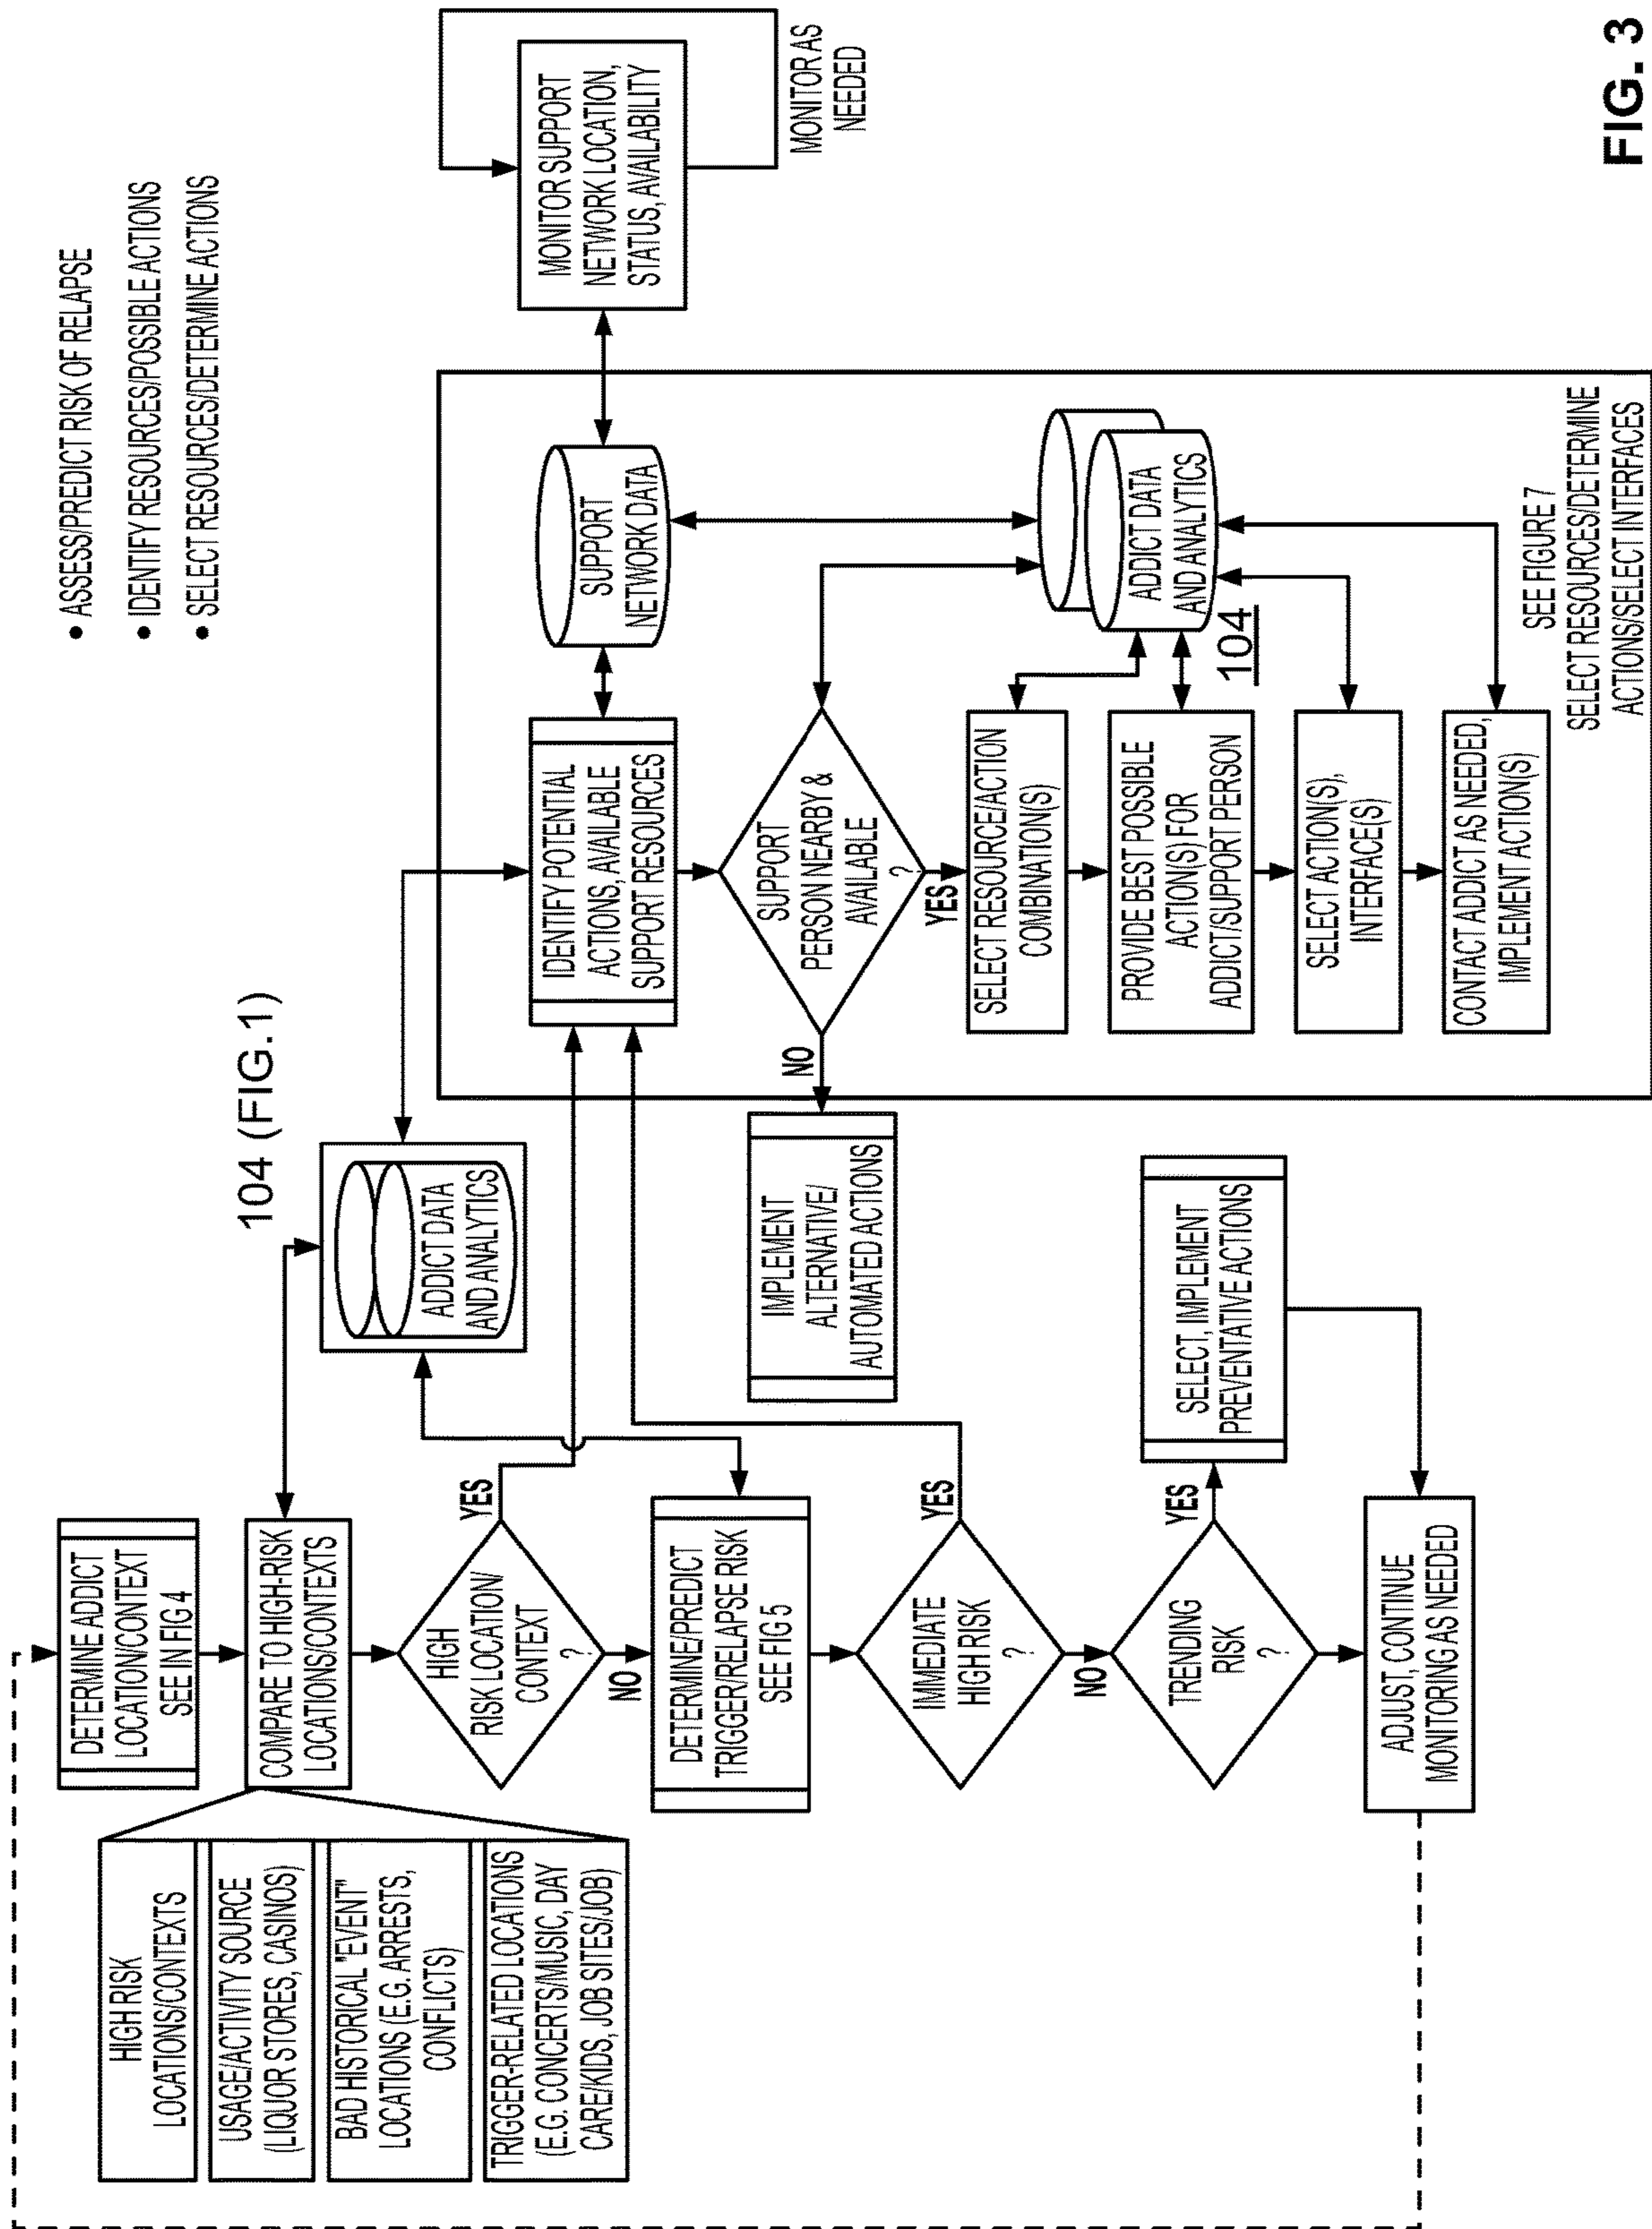 • ASSESS/PREDICT RISK OF RELAPSE
• IDENTIFY RESOURCES/POSSIBLE ACTIONS
• SELECT RESOURCES/DETERMINE ACTIONS
HIGH RISK
LOCATIONS/CONTEXTS
USAGE/ACTIVITY SOURCE
(LIQUOR STORES, CASINOS)
BAD HISTORICAL "EVENT"
LOCATIONS (E.G. ARRESTS,
CONFLICTS)
TRIGGER-RELATED LOCATIONS
(E.G. CONCERTS/MUSIC, DAY
CARE/KIDS, JOB SITES/JOB)
DETERMINE ADDICT
LOCATION/CONTEXT
SEE IN FIG 4
COMPARE TO HIGH-RISK
LOCATIONS/CONTEXTS
HIGH
RISK LOCATION/
CONTEXT
?
YES
NO
DETERMINE/PREDICT
TRIGGER/RELAPSE RISK
SEE FIG 5
IMMEDIATE
HIGH RISK
?
YES
NO
TRENDING
RISK
?
YES
SELECT, IMPLEMENT
PREVENTATIVE ACTIONS
ADJUST, CONTINUE
MONITORING AS NEEDED
104 (FIG.1)
ADDICT DATA
AND ANALYTICS
IMPLEMENT
ALTERNATIVE/
AUTOMATED ACTIONS
IDENTIFY POTENTIAL
ACTIONS, AVAILABLE
SUPPORT RESOURCES
SUPPORT
PERSON NEARBY &
AVAILABLE
?
NO
YES
SELECT RESOURCE/ACTION
COMBINATION(S)
PROVIDE BEST POSSIBLE
ACTION(S) FOR
ADDICT/SUPPORT PERSON
SELECT ACTION(S),
INTERFACE(S)
CONTACT ADDICT AS NEEDED,
IMPLEMENT ACTION(S)
SUPPORT
NETWORK DATA
ADDICT DATA
AND ANALYTICS
104
SEE FIGURE 7
SELECT RESOURCES/DETERMINE
ACTIONS/SELECT INTERFACES
MONITOR SUPPORT
NETWORK LOCATION,
STATUS, AVAILABILITY
MONITOR AS
NEEDED
FIG. 3